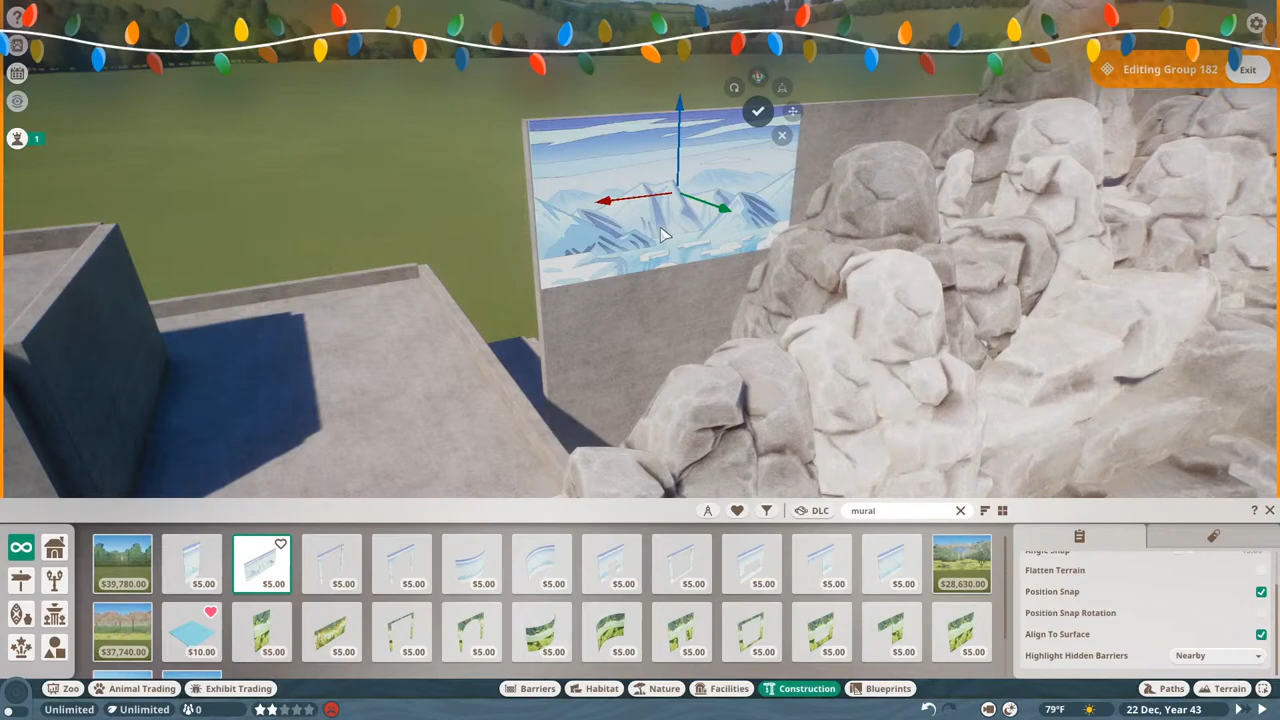 Editing Group 182
Exit
1
DLC
mural
?
$39,780.00
$5.00
$5.00
$5.00
$5.00
$5.00
$5.00
$5.00
$5.00
$5.00
$5.00
$5.00
$28,630.00
$37,740.00
$10.00
$5.00
$5.00
$5.00
$5.00
$5.00
$5.00
$5.00
$5.00
$5.00
$5.00
$5.00
Flatten Terrain
Position Snap
Position Snap Rotation
Align To Surface
Highlight Hidden Barriers
Nearby
Zoo
Animal Trading
Exhibit Trading
Barriers
Habitat
Nature
Facilities
Construction
Blueprints
Paths
Terrain
Unlimited
Unlimited
0
79°F
22 Dec, Year 43